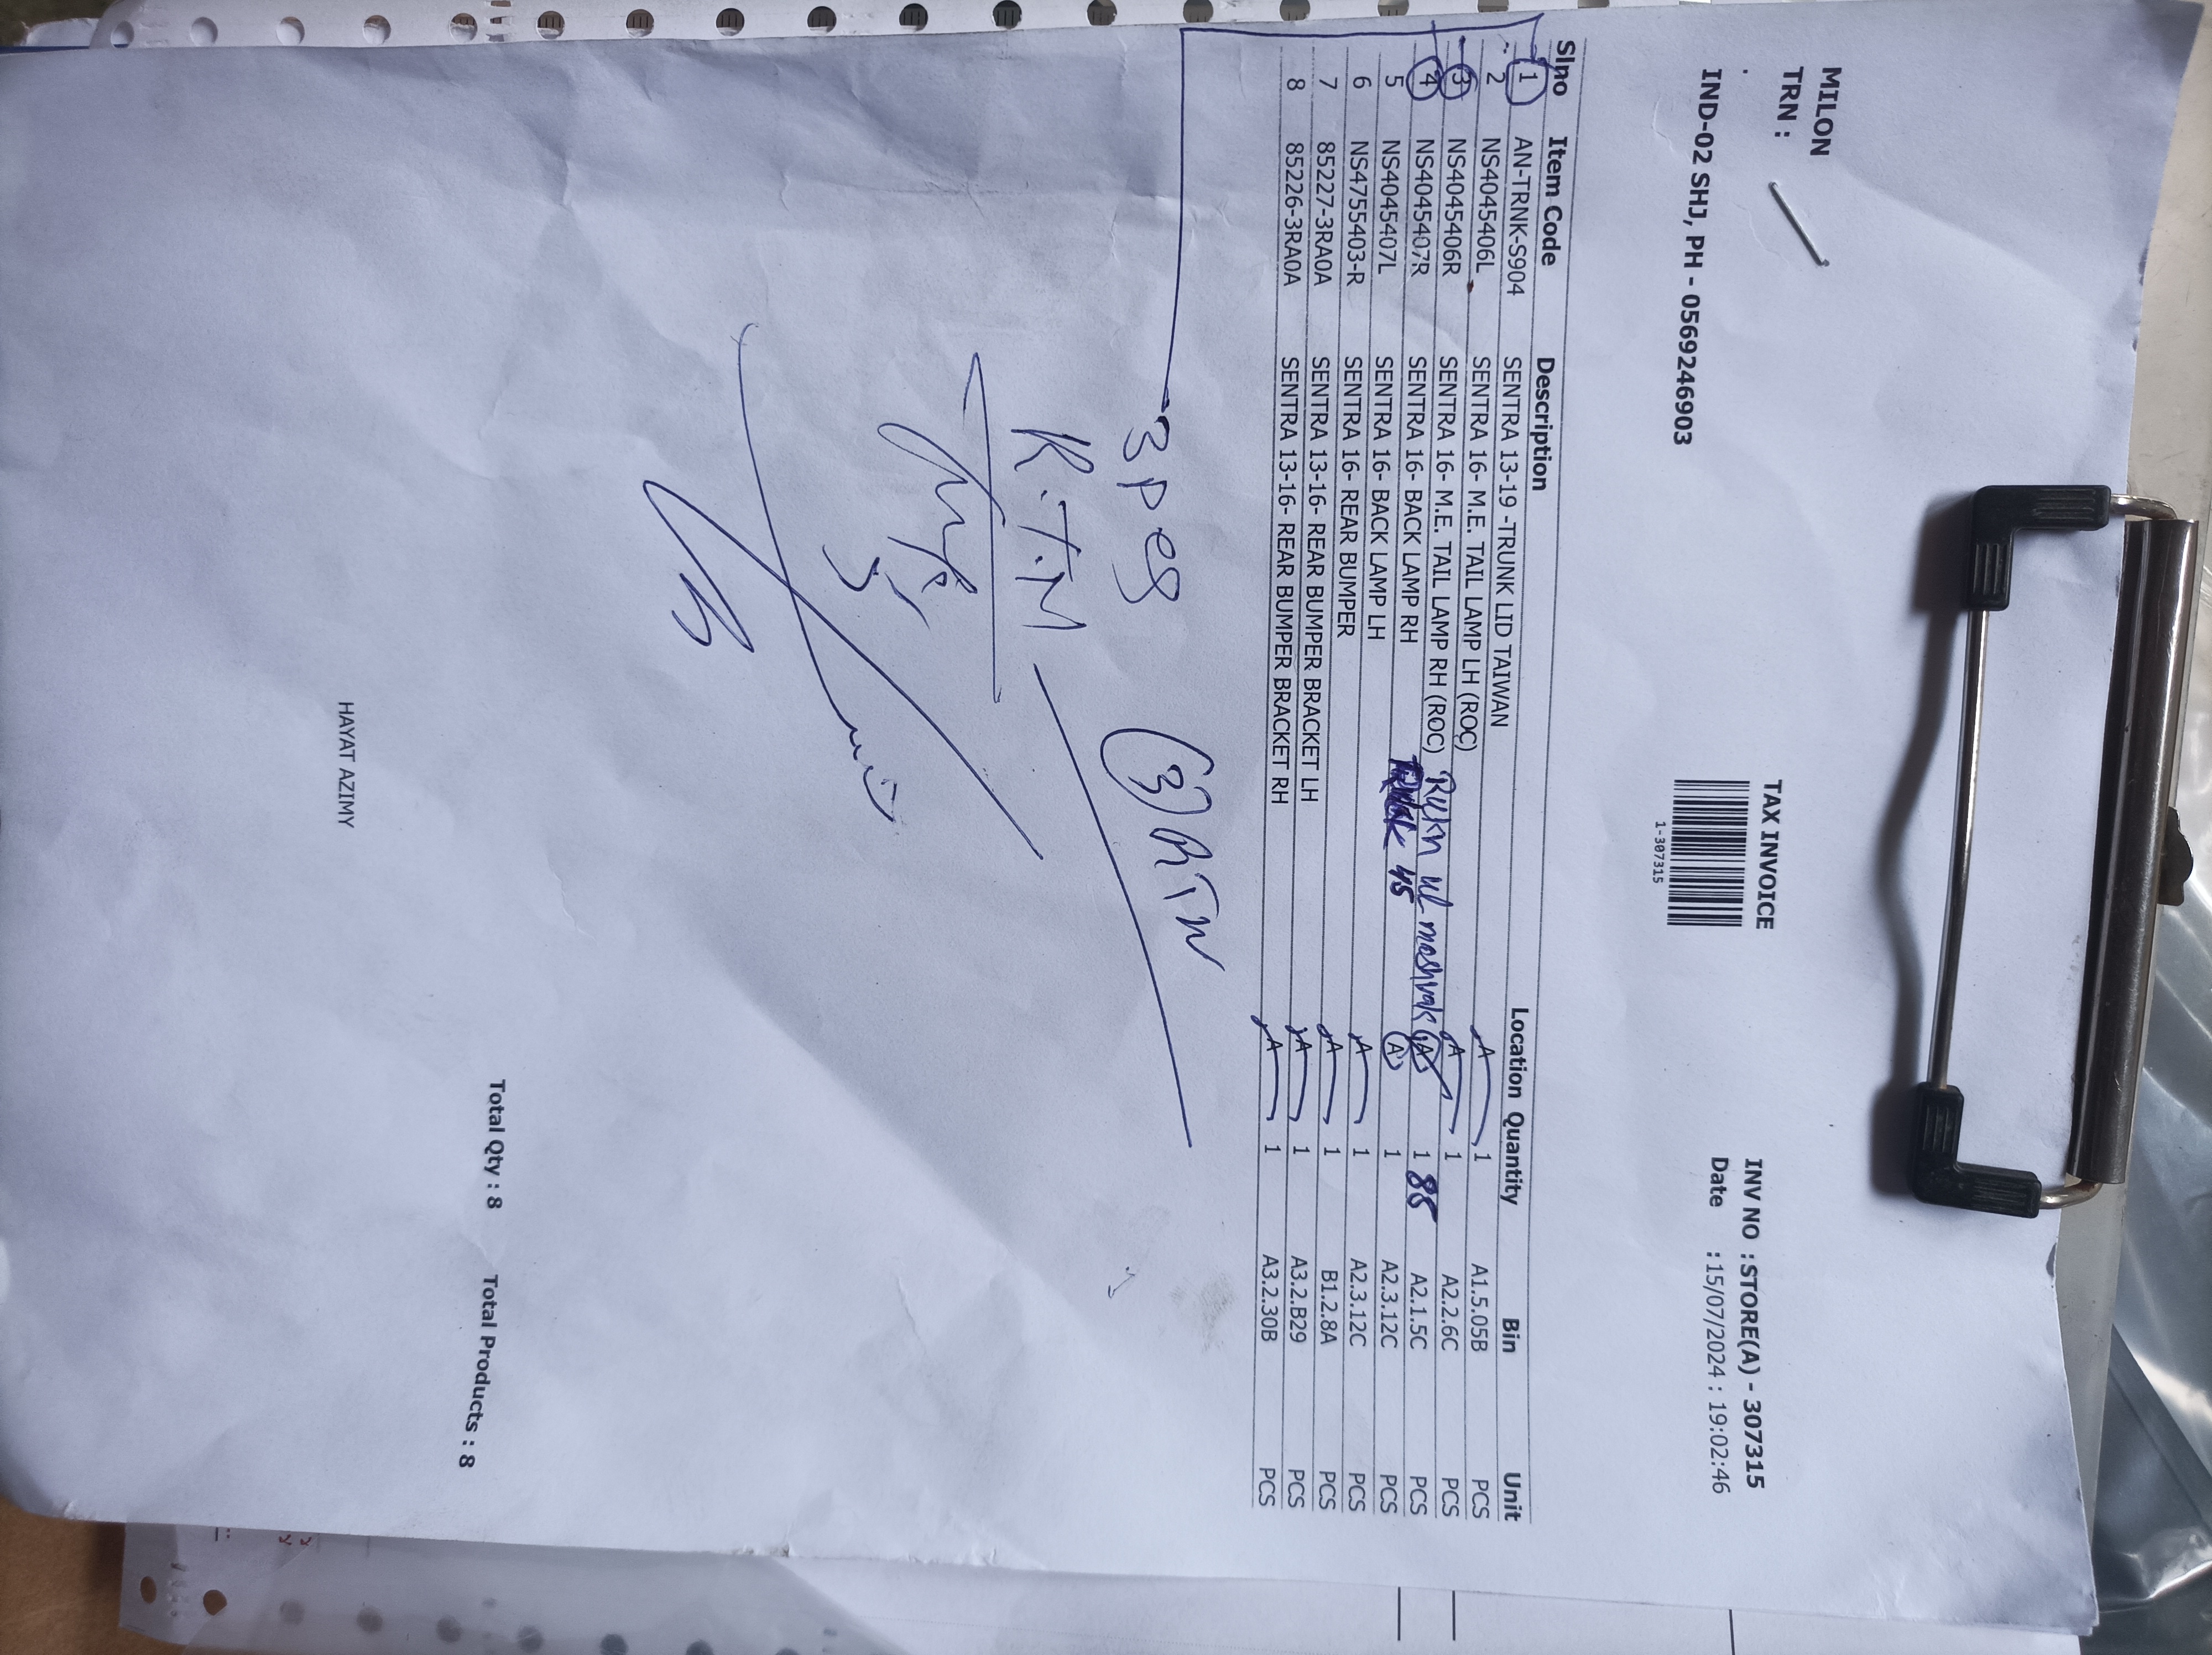 MILON
TRN :
.
IND-02 SHJ, PH - 0569246903
TAX INVOICE
1-307315
INV NO : STORE(A) - 307315
Date : 15/07/2024 : 19:02:46
Slno Item Code Description Location Quantity Bin Unit
1 AN-TRNK-S904 SENTRA 13-19 -TRUNK LID TAIWAN A 1 A1.5.05B PCS
2 NS4045406L SENTRA 16- M.E. TAIL LAMP LH (ROC) A 1 A2.2.6C PCS
3 NS4045406R SENTRA 16- M.E. TAIL LAMP RH (ROC) A 1 A2.1.5C PCS
4 NS4045407R SENTRA 16- BACK LAMP RH A 1 A2.3.12C PCS
5 NS4045407L SENTRA 16- BACK LAMP LH A 1 A2.3.12C PCS
6 NS4755403-R SENTRA 16- REAR BUMPER A 1 B1.2.8A PCS
7 85227-3RA0A SENTRA 13-16- REAR BUMPER BRACKET LH A 1 A3.2.B29 PCS
8 85226-3RA0A SENTRA 13-16- REAR BUMPER BRACKET RH A 1 A3.2.30B PCS
Rukn ul mashrak
88
45
3 pes (3) RTN
R.T.N
Total Qty : 8 Total Products : 8
HAYAT AZIMY